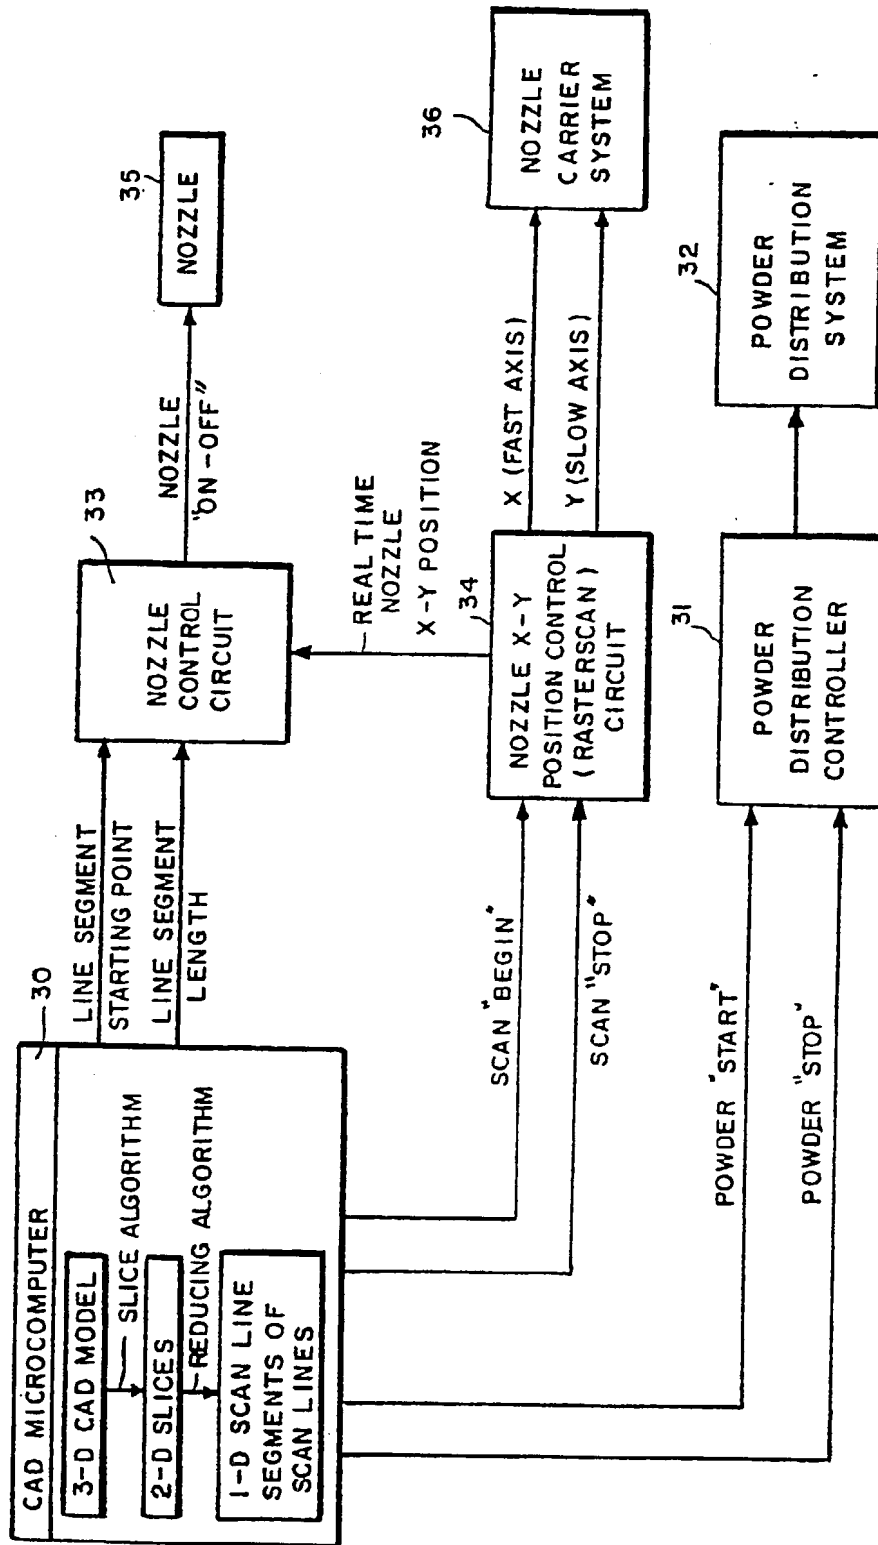 CAD MICROCOMPUTER
30
3-D CAD MODEL
SLICE ALGORITHM
2-D SLICES
REDUCING ALGORITHM
1-D SCAN LINE
SEGMENTS OF
SCAN LINES
LINE SEGMENT
STARTING POINT
LINE SEGMENT
LENGTH
33
NOZZLE
CONTROL
CIRCUIT
NOZZLE
"ON-OFF"
35
NOZZLE
REAL TIME
NOZZLE
X-Y POSITION
SCAN "BEGIN"
SCAN "STOP"
34
NOZZLE X-Y
POSITION CONTROL
(RASTERSCAN)
CIRCUIT
X (FAST AXIS)
Y (SLOW AXIS)
36
NOZZLE
CARRIER
SYSTEM
POWDER "START"
POWDER "STOP"
31
POWDER
DISTRIBUTION
CONTROLLER
32
POWDER
DISTRIBUTION
SYSTEM